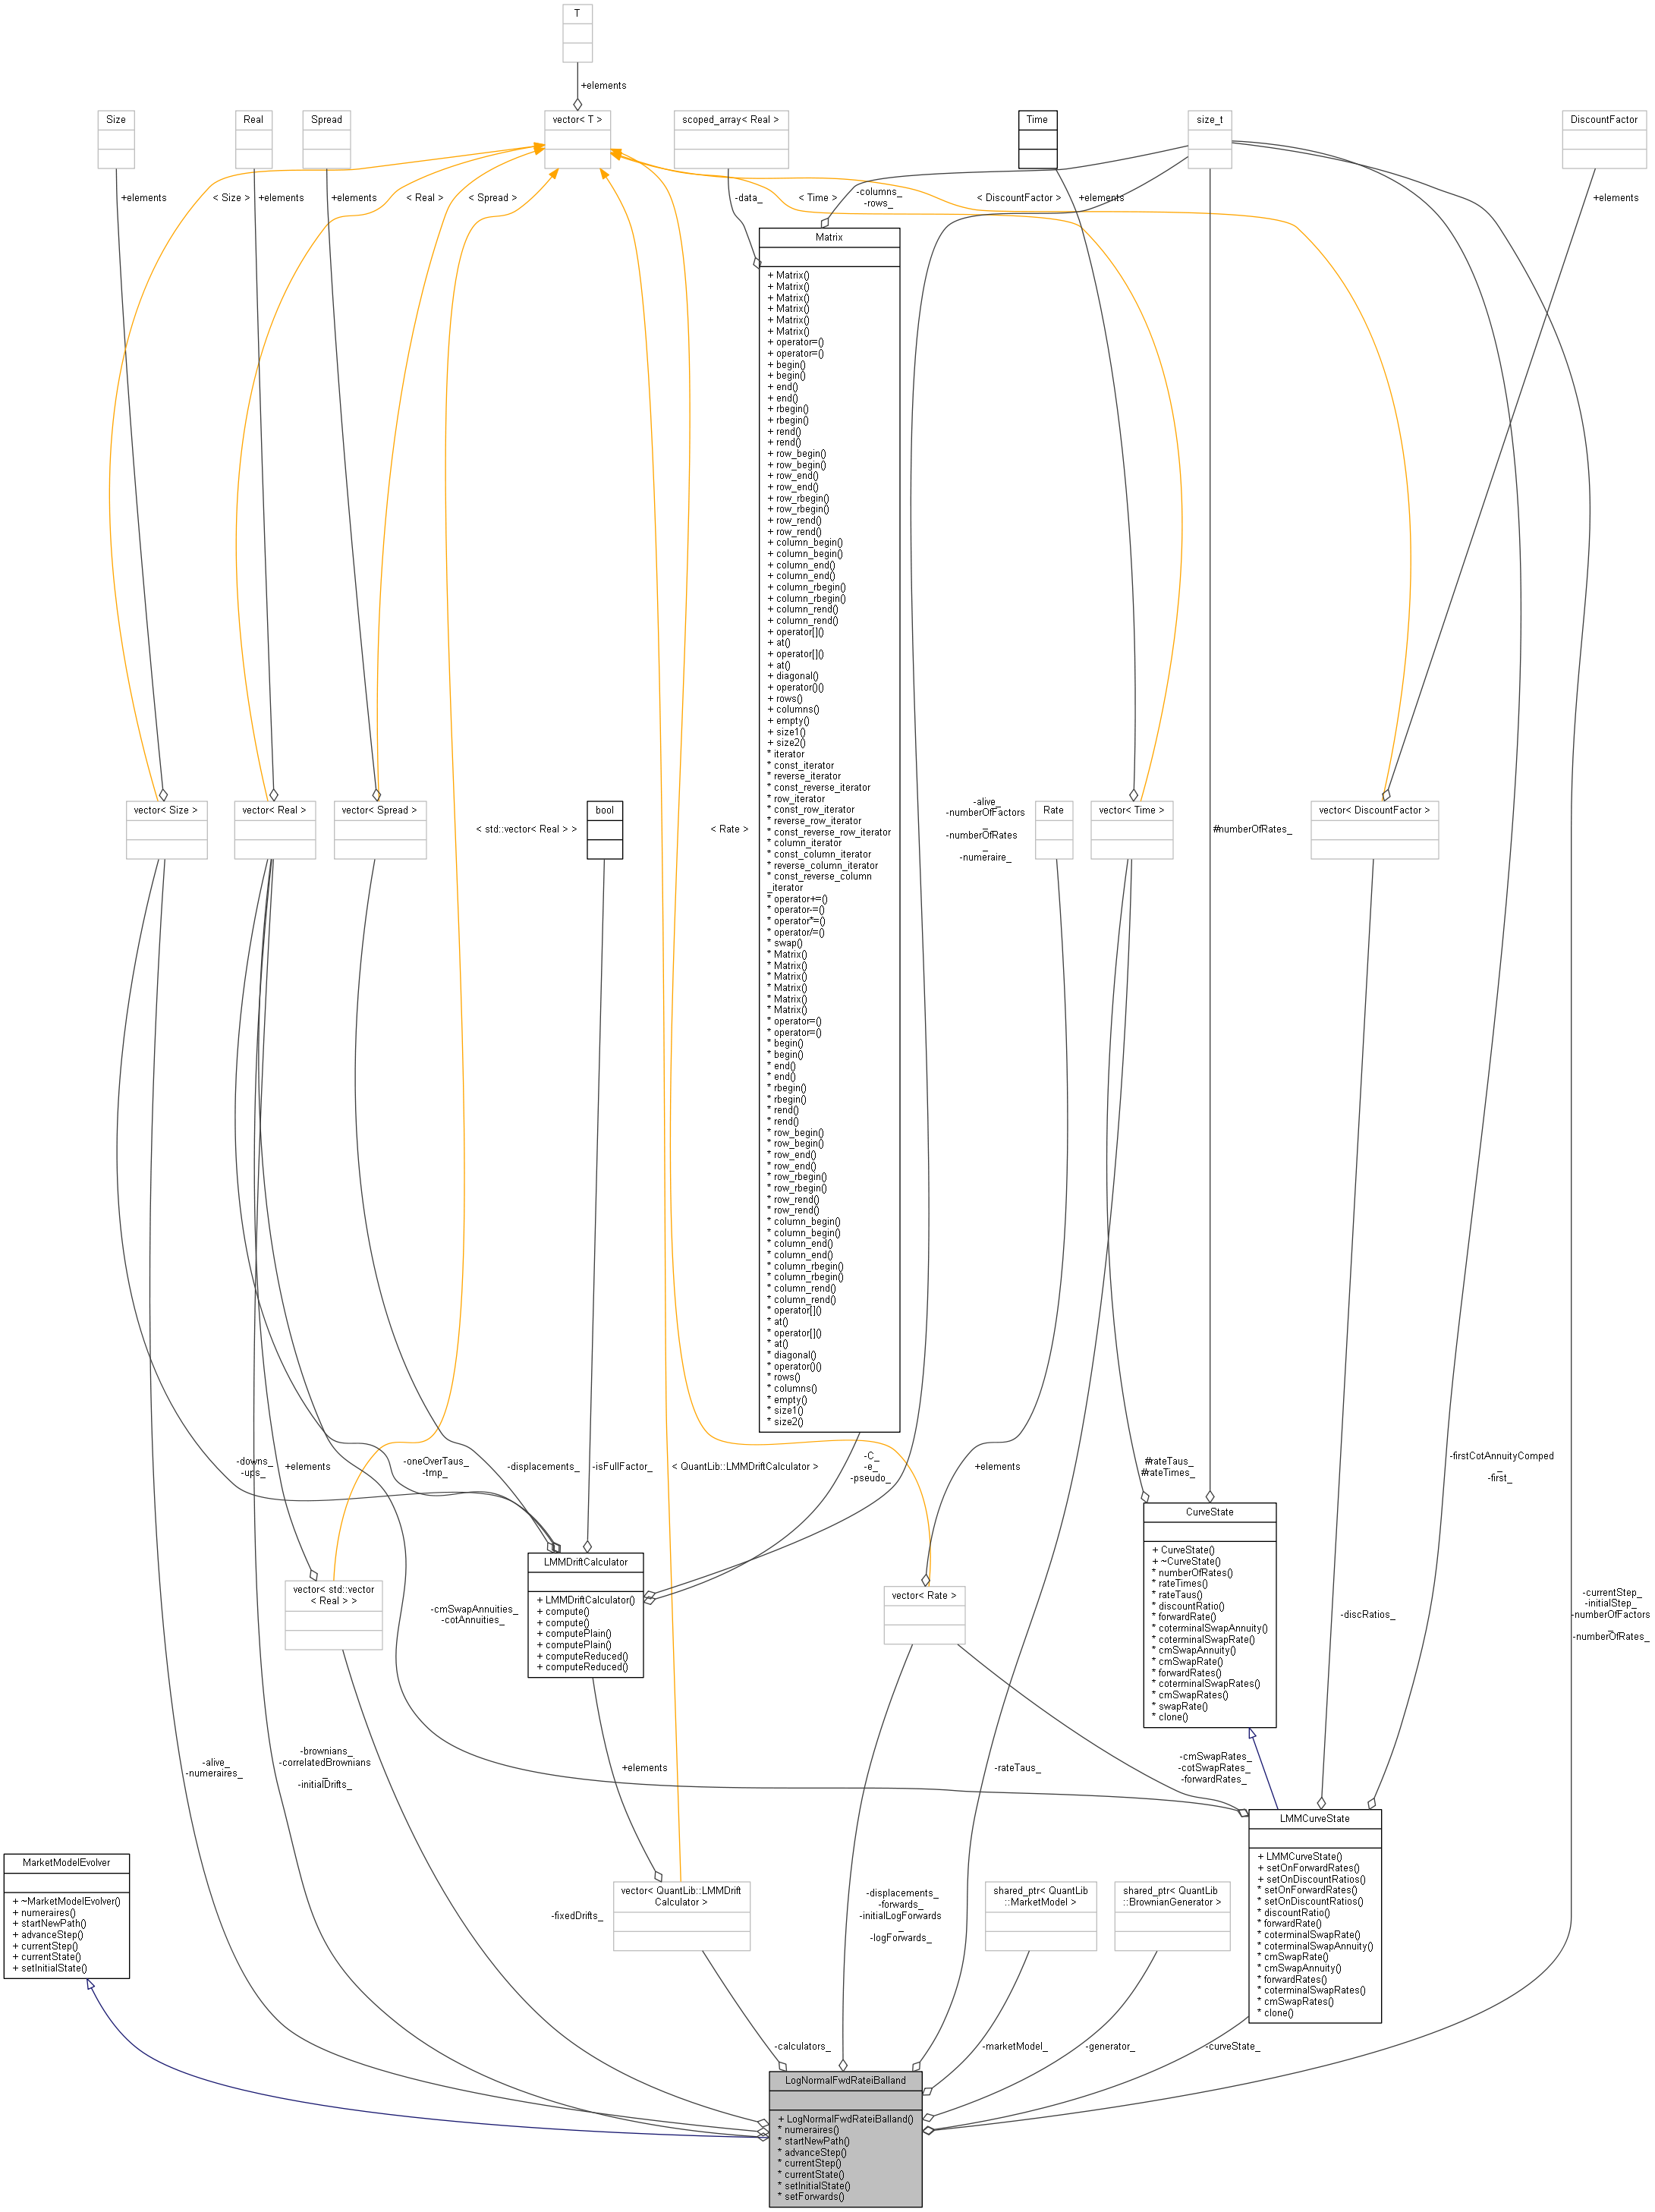 T
+elements
Size
Real
Spread
vector< T >
scoped_array< Real >
Time
size_t
DiscountFactor
+elements
< Size >
+elements
< Real >
+elements
< Spread >
-data_
< Time >
-columns_
-rows_
< DiscountFactor >
+elements
+elements
Matrix
+ Matrix()
+ Matrix()
+ Matrix()
+ Matrix()
+ Matrix()
+ Matrix()
+ operator=()
+ operator=()
+ begin()
+ begin()
+ end()
+ end()
+ rbegin()
+ rbegin()
+ rend()
+ rend()
+ row_begin()
+ row_begin()
+ row_end()
+ row_end()
+ row_rbegin()
+ row_rbegin()
+ row_rend()
+ row_rend()
+ column_begin()
+ column_begin()
+ column_end()
+ column_end()
+ column_rbegin()
+ column_rbegin()
+ column_rend()
+ column_rend()
+ operator[]()
+ at()
+ operator[]()
+ at()
+ diagonal()
+ operator()()
+ rows()
+ columns()
+ empty()
+ size1()
+ size2()
* iterator
* const_iterator
* reverse_iterator
* const_reverse_iterator
* row_iterator
* const_row_iterator
* reverse_row_iterator
* const_reverse_row_iterator
* column_iterator
* const_column_iterator
* reverse_column_iterator
* const_reverse_column
_iterator
* operator+=()
* operator-=()
* operator*=()
* operator/=()
* swap()
* Matrix()
* Matrix()
* Matrix()
* Matrix()
* Matrix()
* Matrix()
* operator=()
* operator=()
* begin()
* begin()
* end()
* end()
* rbegin()
* rbegin()
* rend()
* rend()
* row_begin()
* row_begin()
* row_end()
* row_end()
* row_rbegin()
* row_rbegin()
* row_rend()
* row_rend()
* column_begin()
* column_begin()
* column_end()
* column_end()
* column_rbegin()
* column_rbegin()
* column_rend()
* column_rend()
* operator[]()
* at()
* operator[]()
* at()
* diagonal()
* operator()()
* rows()
* columns()
* empty()
* size1()
* size2()
vector< Size >
vector< Real >
vector< Spread >
< std::vector< Real > >
bool
< Rate >
-alive_
-numberOfFactors
_
-numberOfRates
_
-numeraire_
Rate
vector< Time >
#numberOfRates_
vector< DiscountFactor >
-downs_
-ups_
+elements
-oneOverTaus_
-tmp_
-displacements_
-isFullFactor_
< QuantLib::LMMDriftCalculator >
-C_
-e_
-pseudo_
+elements
#rateTaus_
#rateTimes_
-firstCotAnnuityComped
_
-first_
CurveState
+ CurveState()
+ ~CurveState()
* numberOfRates()
* rateTimes()
* rateTaus()
* discountRatio()
* forwardRate()
* coterminalSwapAnnuity()
* coterminalSwapRate()
* cmSwapAnnuity()
* cmSwapRate()
* forwardRates()
* coterminalSwapRates()
* cmSwapRates()
* swapRate()
* clone()
LMMDriftCalculator
+ LMMDriftCalculator()
+ compute()
+ compute()
+ computePlain()
+ computePlain()
+ computeReduced()
+ computeReduced()
vector< std::vector
< Real > >
-cmSwapAnnuities_
-cotAnnuities_
vector< Rate >
-discRatios_
-currentStep_
-initialStep_
-numberOfFactors
_
-numberOfRates_
-alive_
-numeraires_
-brownians_
-correlatedBrownians
_
-initialDrifts_
+elements
-rateTaus_
-cmSwapRates_
-cotSwapRates_
-forwardRates_
LMMCurveState
+ LMMCurveState()
+ setOnForwardRates()
+ setOnDiscountRatios()
* setOnForwardRates()
* setOnDiscountRatios()
* discountRatio()
* forwardRate()
* coterminalSwapRate()
* coterminalSwapAnnuity()
* cmSwapRate()
* cmSwapAnnuity()
* forwardRates()
* coterminalSwapRates()
* cmSwapRates()
* clone()
MarketModelEvolver
+ ~MarketModelEvolver()
+ numeraires()
+ startNewPath()
+ advanceStep()
+ currentStep()
+ currentState()
+ setInitialState()
-fixedDrifts_
vector< QuantLib::LMMDrift
Calculator >
-displacements_
-forwards_
-initialLogForwards
_
-logForwards_
shared_ptr< QuantLib
::MarketModel >
shared_ptr< QuantLib
::BrownianGenerator >
-calculators_
-marketModel_
-generator_
-curveState_
LogNormalFwdRateiBalland
+ LogNormalFwdRateiBalland()
* numeraires()
* startNewPath()
* advanceStep()
* currentStep()
* currentState()
* setInitialState()
* setForwards()